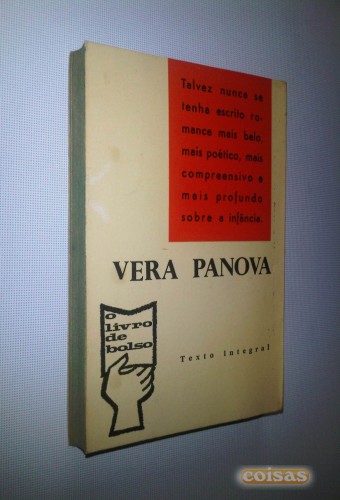 Talvez nunca se
tenha escrito ro-
mance mais belo,
mais poético, mais
compreensivo e
mais profundo
sobre a infância.
VERA PANOVA
o
livro
de
bolso
Texto Integral
coisas